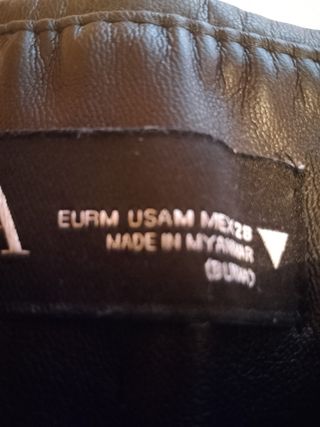 A
EURM USAM MEX28
MADE IN MYANMAR
(BURMA)